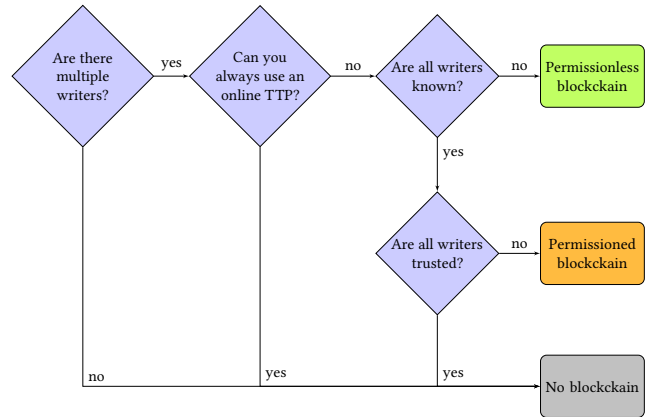 Are there
multiple
writers?
yes
Can you
always use an
online TTP?
no
Are all writers
known?
no
Permissionless
blockckain
yes
Are all writers
trusted?
no
Permissioned
blockckain
no
yes
yes
No blockckain